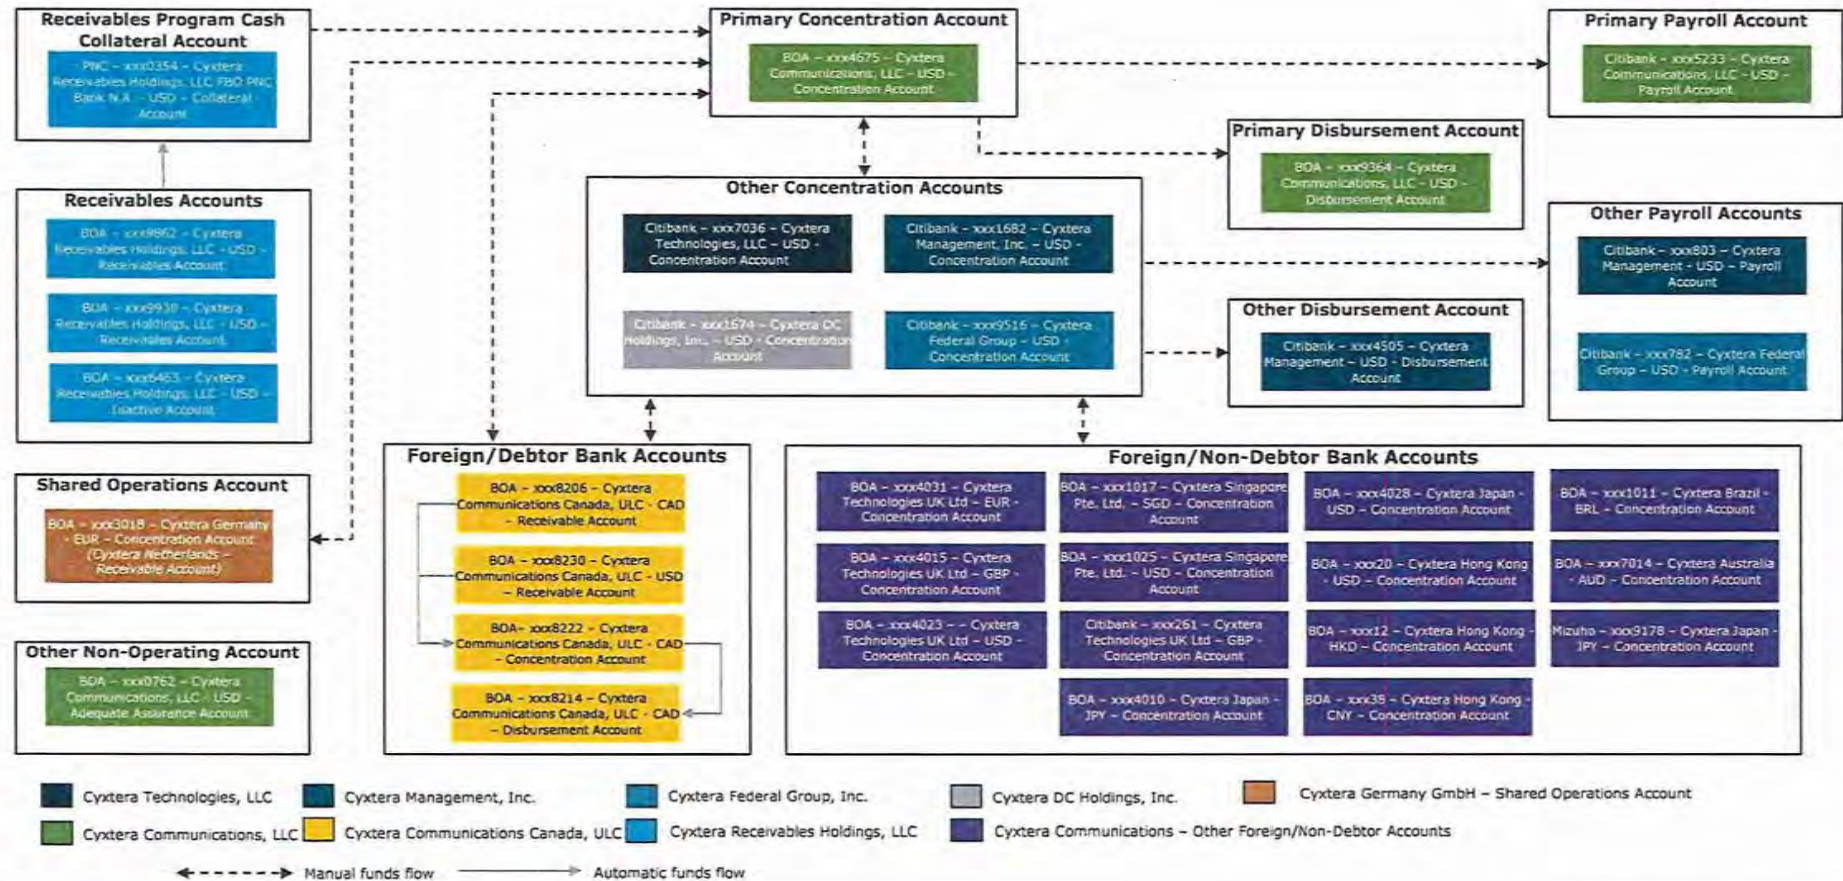 Receivables Program Cash
Collateral Account
PNC – xxx0354 – Cyxtera
Receivables Holdings, LLC FBO PNC
Bank N.A – USD – Collateral
Account
Primary Concentration Account
BOA – xxx4675 – Cyxtera
Communications, LLC - USD –
Concentration Account
Primary Payroll Account
Citibank – xxx5233 – Cyxtera
Communications, LLC – USD -
Payroll Account
Primary Disbursement Account
BOA – xxx9364 – Cyxtera
Communications, LLC - USD –
Disbursement Account
Receivables Accounts
BOA – xxx9862 – Cyxtera
Receivables Holdings, LLC - USD –
Receivables Account
BOA – xxx9930 – Cyxtera
Receivables Holdings, LLC - USD –
Receivables Account
BOA – xxx6463 – Cyxtera
Receivables Holdings, LLC - USD –
Inactive Account
Other Concentration Accounts
Citibank – xxx7036 – Cyxtera
Technologies, LLC – USD -
Concentration Account
Citibank – xxx1682 – Cyxtera
Management, Inc. – USD -
Concentration Account
Citibank – xxx1674 – Cyxtera DC
Holdings, Inc. – USD - Concentration
Account
Citibank – xxx9516 – Cyxtera
Federal Group – USD -
Concentration Account
Other Payroll Accounts
Citibank – xxx803 – Cyxtera
Management - USD – Payroll
Account
Citibank – xxx782 – Cyxtera Federal
Group – USD - Payroll Account
Other Disbursement Account
Citibank – xxx4505 – Cyxtera
Management – USD - Disbursement
Account
Shared Operations Account
BOA – xxx3018 – Cyxtera Germany
- EUR – Concentration Account
(Cyxtera Netherlands –
Receivable Account)
Other Non-Operating Account
BOA – xxx0762 – Cyxtera
Communications, LLC - USD –
Adequate Assurance Account
Foreign/Debtor Bank Accounts
BOA – xxx8206 – Cyxtera
Communications Canada, ULC - CAD
– Receivable Account
BOA – xxx8230 – Cyxtera
Communications Canada, ULC - USD
– Receivable Account
BOA– xxx8222 – Cyxtera
Communications Canada, ULC - CAD
– Concentration Account
BOA – xxx8214 – Cyxtera
Communications Canada, ULC - CAD
– Disbursement Account
Foreign/Non-Debtor Bank Accounts
BOA – xxx4031 – Cyxtera
Technologies UK Ltd – EUR -
Concentration Account
BOA – xxx1017 – Cyxtera Singapore
Pte. Ltd. – SGD – Concentration
Account
BOA – xxx4028 – Cyxtera Japan -
USD – Concentration Account
BOA – xxx1011 – Cyxtera Brazil -
BRL – Concentration Account
BOA – xxx4015 – Cyxtera
Technologies UK Ltd – GBP -
Concentration Account
BOA – xxx1025 – Cyxtera Singapore
Pte. Ltd. – USD – Concentration
Account
BOA – xxx20 – Cyxtera Hong Kong
- USD – Concentration Account
BOA – xxx7014 – Cyxtera Australia
- AUD – Concentration Account
BOA – xxx4023 – – Cyxtera
Technologies UK Ltd – USD -
Concentration Account
Citibank – xxx261 – Cyxtera
Technologies UK Ltd – GBP -
Concentration Account
BOA – xxx12 – Cyxtera Hong Kong -
HKD – Concentration Account
Mizuho – xxx9178 – Cyxtera Japan -
JPY – Concentration Account
BOA – xxx4010 – Cyxtera Japan -
JPY – Concentration Account
BOA – xxx38 – Cyxtera Hong Kong -
CNY – Concentration Account
Cyxtera Technologies, LLC
Cyxtera Management, Inc.
Cyxtera Federal Group, Inc.
Cyxtera DC Holdings, Inc.
Cyxtera Germany GmbH – Shared Operations Account
Cyxtera Communications, LLC
Cyxtera Communications Canada, ULC
Cyxtera Receivables Holdings, LLC
Cyxtera Communications – Other Foreign/Non-Debtor Accounts
Manual funds flow
Automatic funds flow